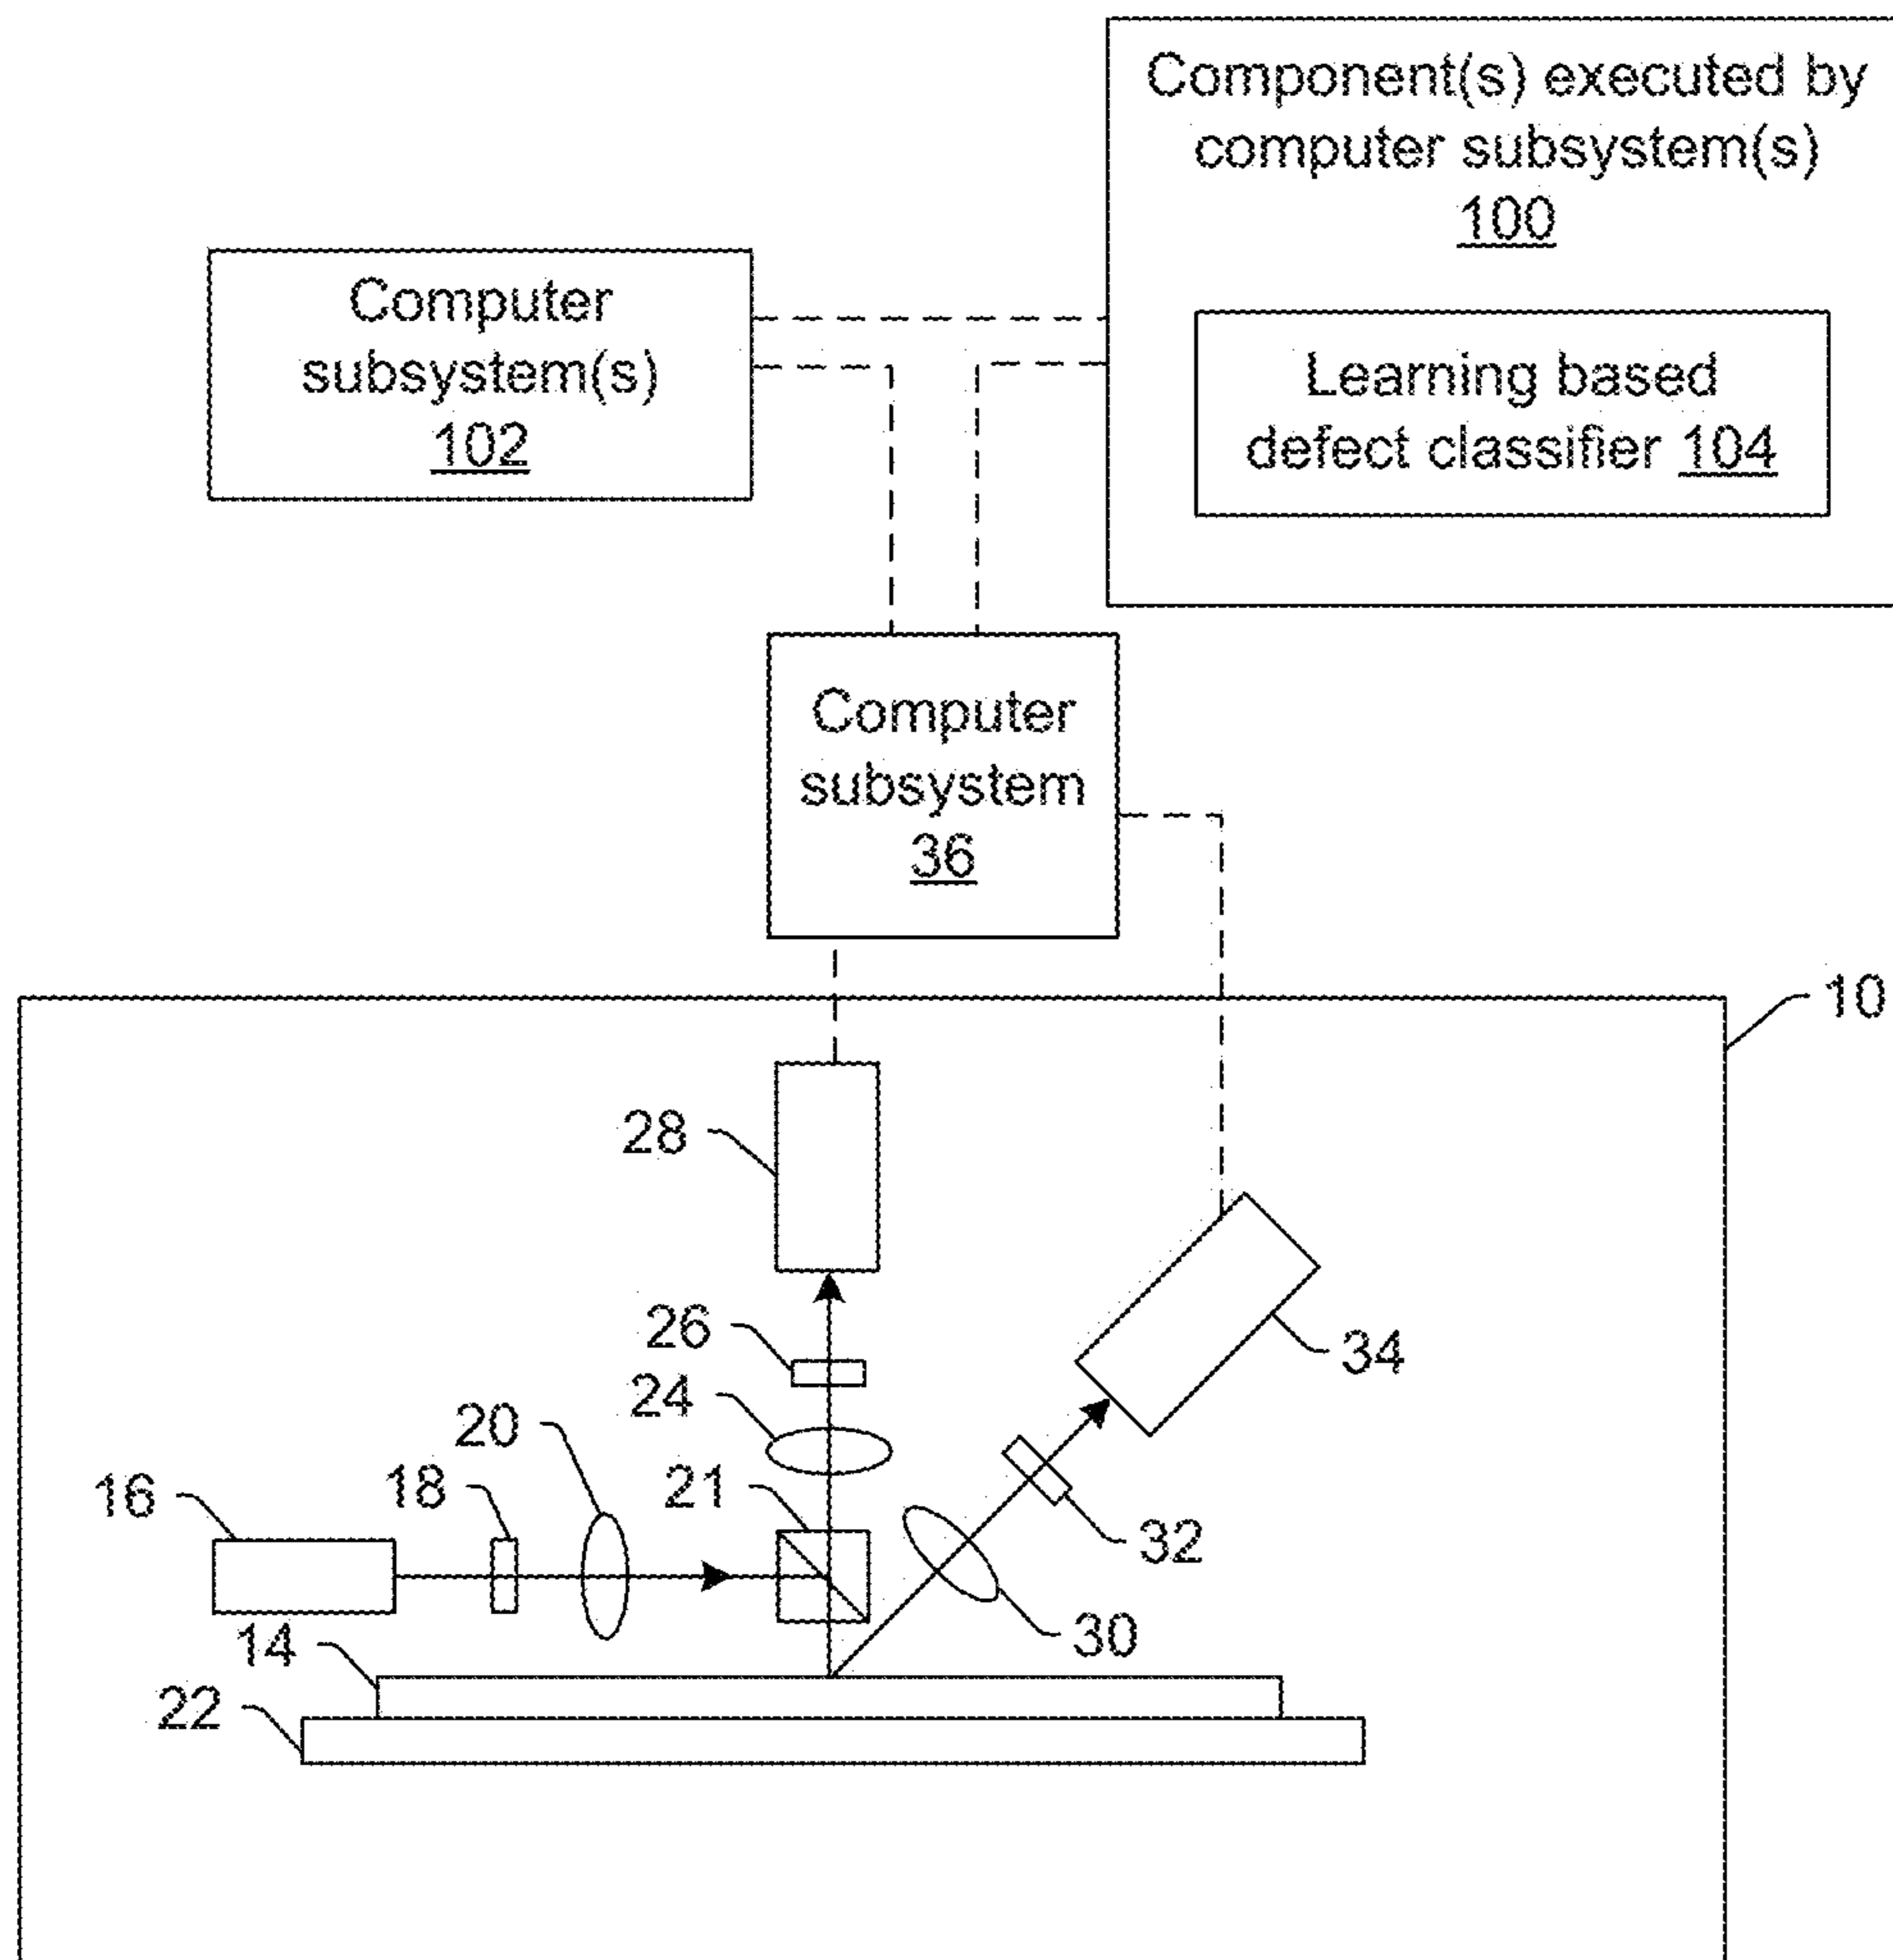 Component(s) executed by
computer subsystem(s)
100
Computer
subsystem(s)
102
Learning based
defect classifier 104
Computer
subsystem
36
10
28
26
34
24
20
21
18
16
32
30
14
22